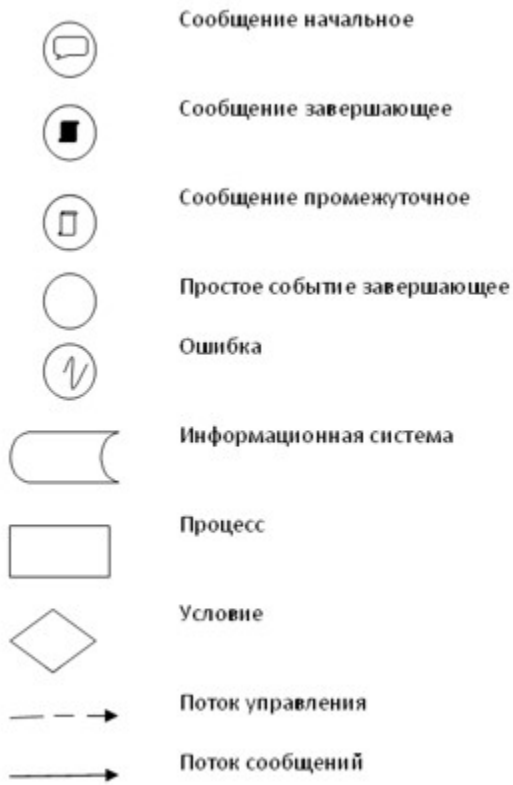 Сообщение начальное
Сообщение завершающее
Сообщение промежуточное
Простое событие завершающее
Ошибка
Информационная система
Процесс
Условие
Поток управления
Поток сообщений